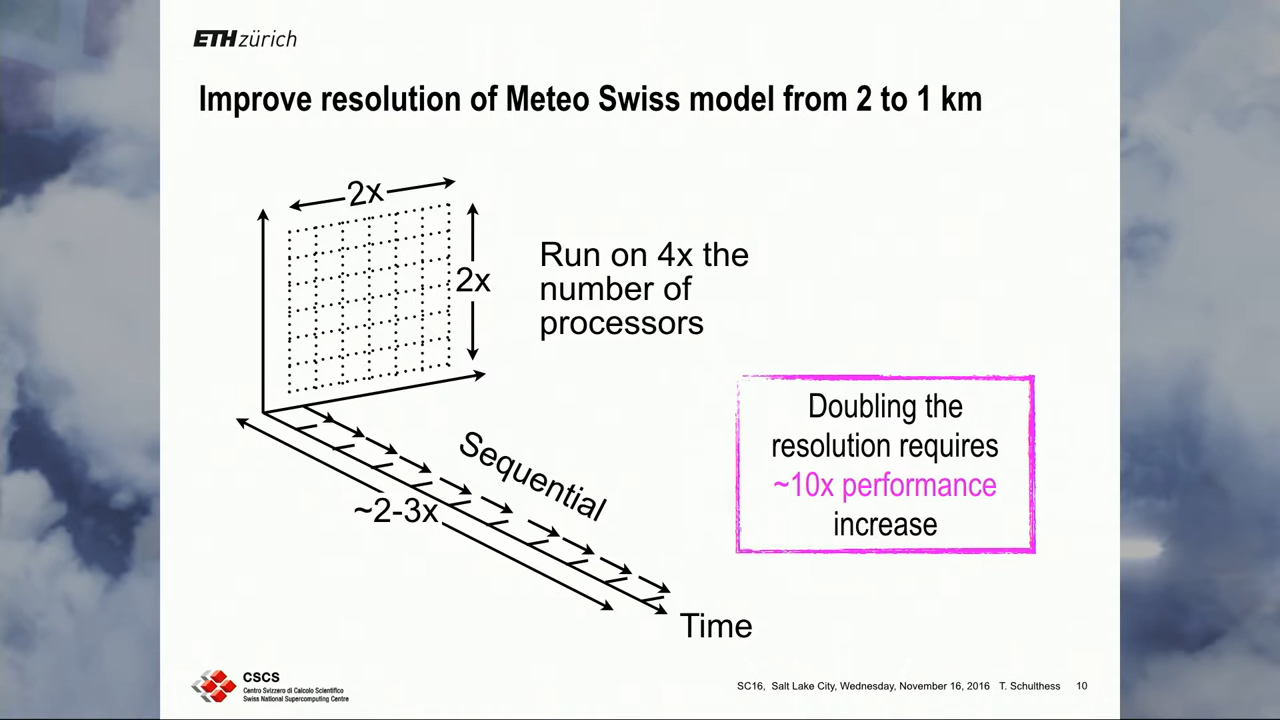 ETH zürich
Improve resolution of Meteo Swiss model from 2 to 1 km
2x
2x
Run on 4x the
number of
processors
Doubling the
resolution requires
~10x performance
increase
Sequential
~2-3x
Time
CSCS
Centro Svizzero di Calcolo Scientifico
Swiss National Supercomputing Centre
SC16, Salt Lake City, Wednesday, November 16, 2016 T. Schulthess 10